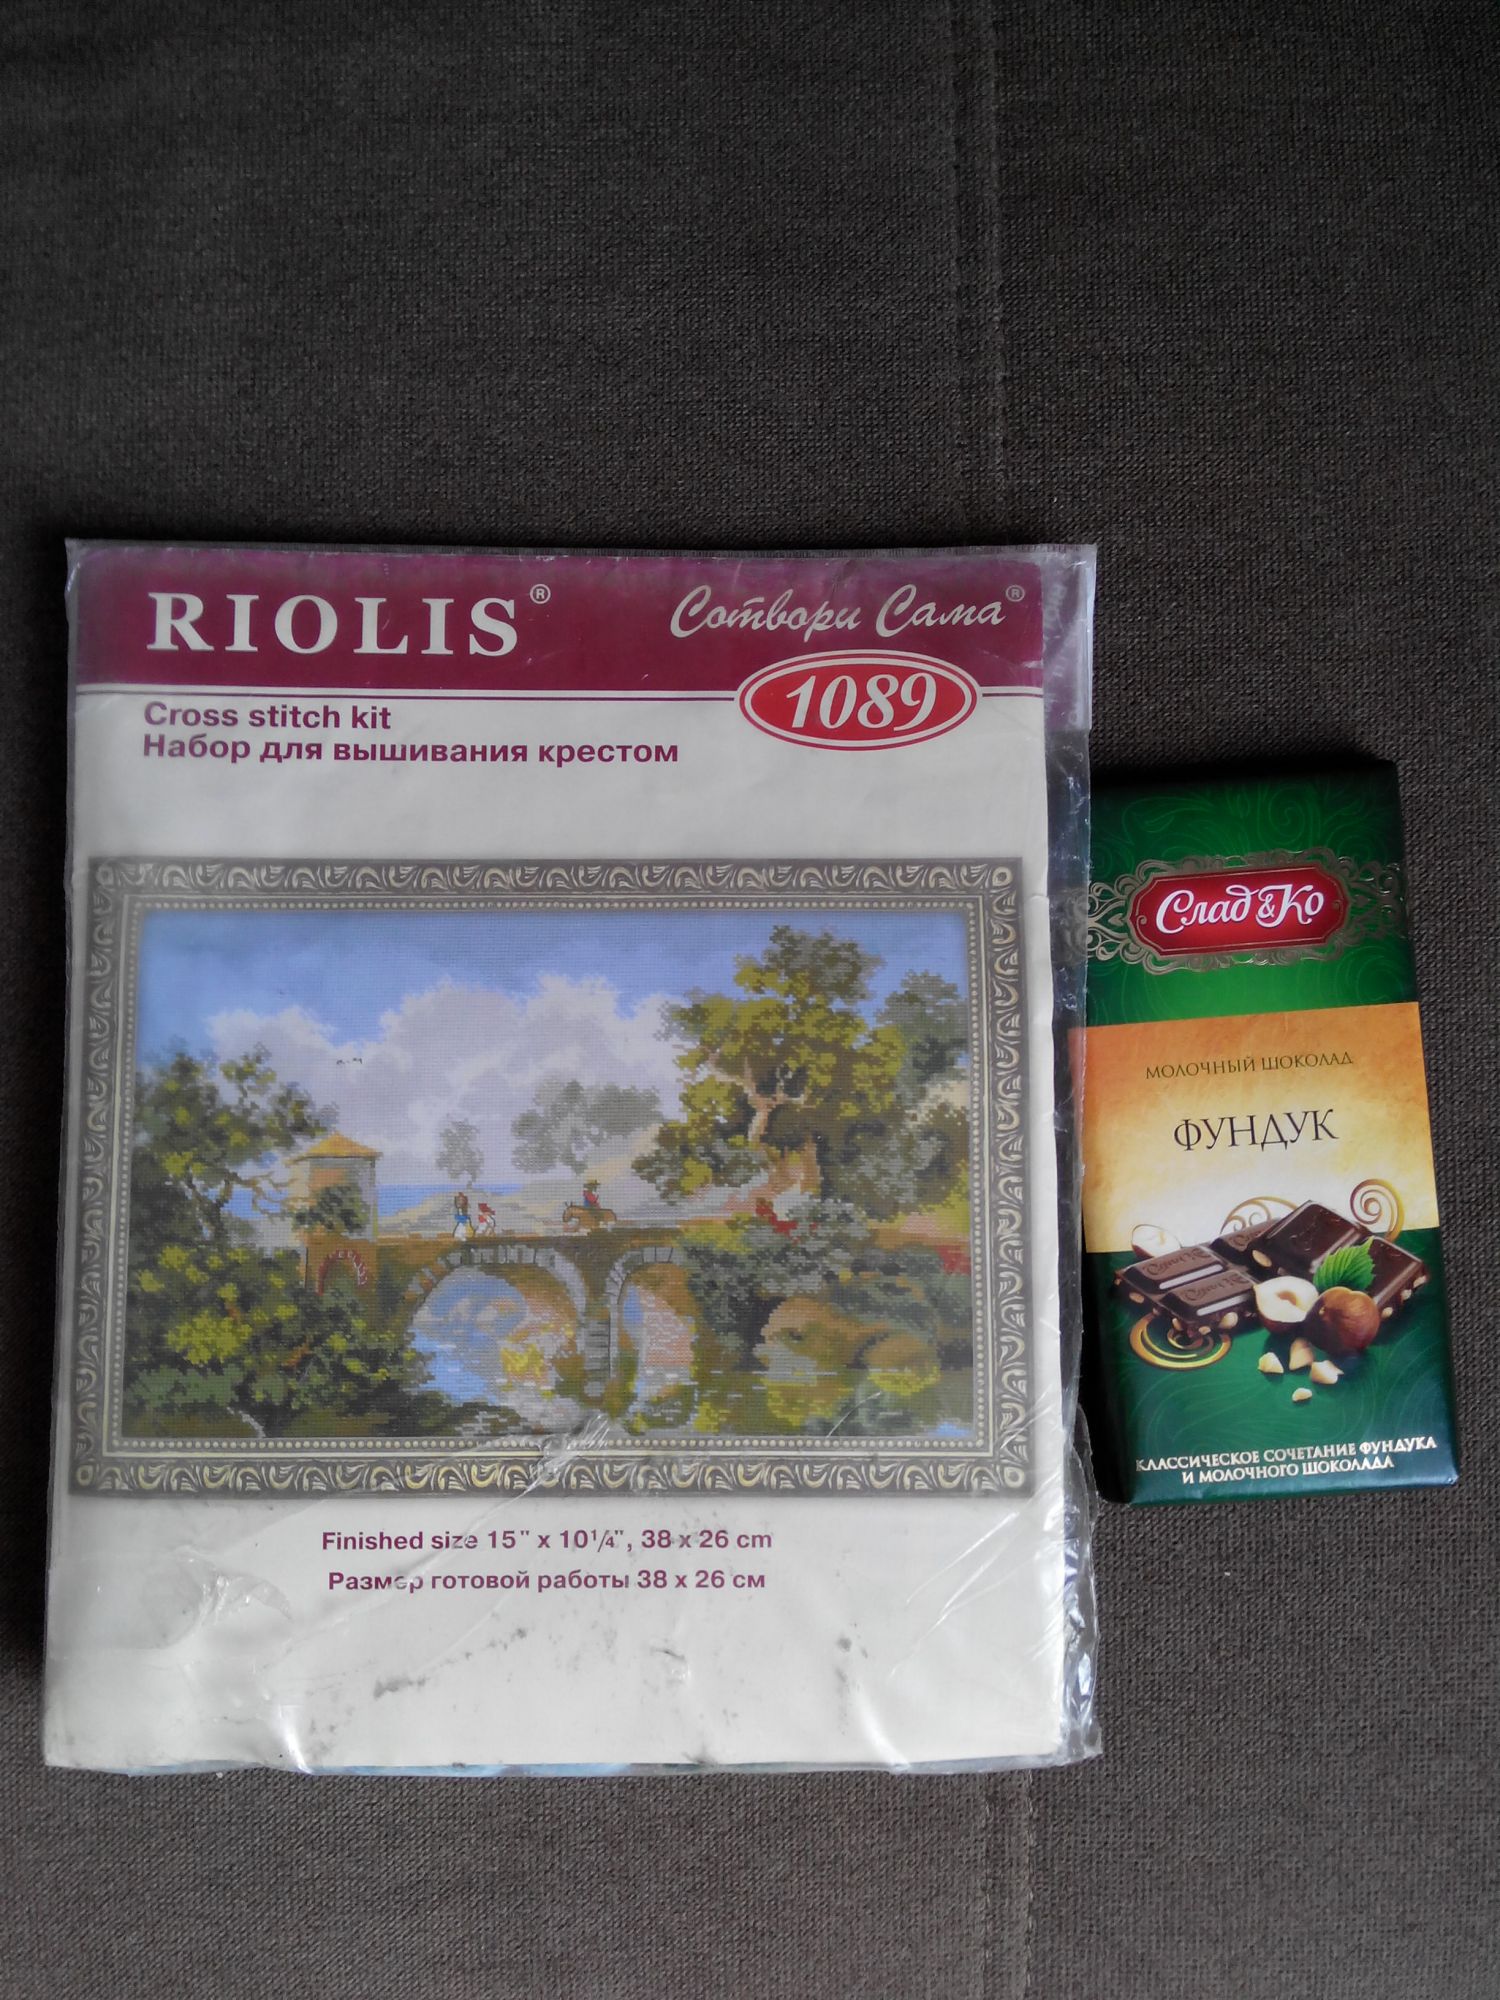 RIOLIS®
Сотвори Сама®
1089
Cross stitch kit
Набор для вышивания крестом
Finished size 15" x 10¼", 38 x 26 cm
Размер готовой работы 38 x 26 см
Слад&Ко
МОЛОЧНЫЙ ШОКОЛАД
ФУНДУК
КЛАССИЧЕСКОЕ СОЧЕТАНИЕ ФУНДУКА
И МОЛОЧНОГО ШОКОЛАДА